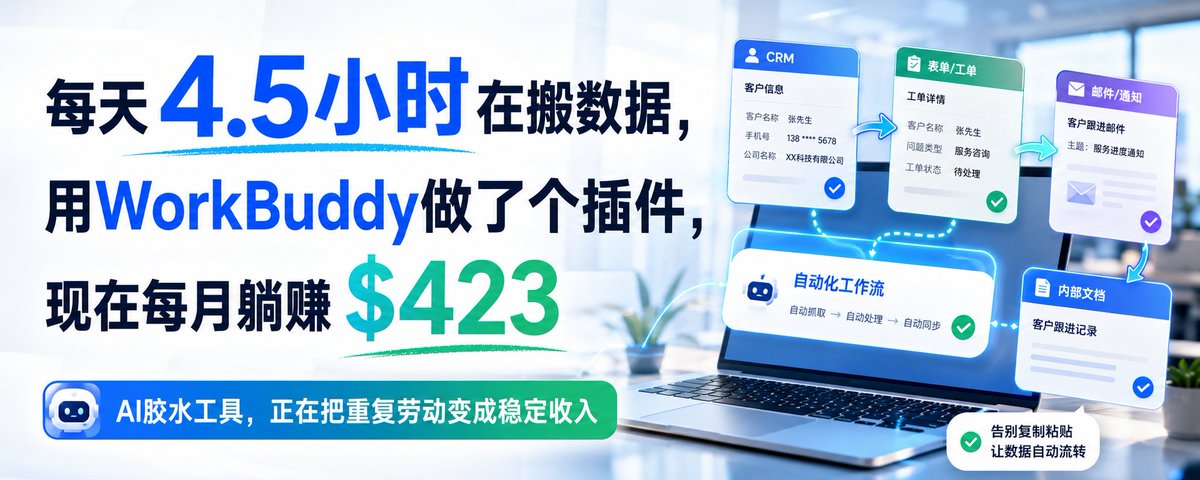 每天4.5小时在搬数据，
用WorkBuddy做了个插件，
现在每月躺赚 $423
AI胶水工具，正在把重复劳动变成稳定收入
CRM
客户信息
客户名称 张先生
手机号 138 **** 5678
公司名称 XX科技有限公司
表单/工单
工单详情
客户名称 张先生
问题类型 服务咨询
工单状态 待处理
邮件/通知
客户跟进邮件
主题：服务进度通知
自动化工作流
自动抓取 → 自动处理 → 自动同步
内部文档
客户跟进记录
告别复制粘贴
让数据自动流转